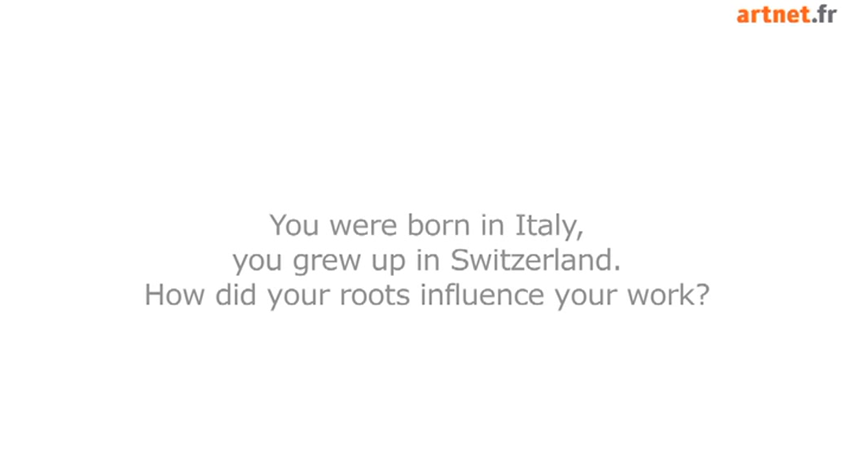 artnet.fr
You were born in Italy,
you grew up in Switzerland.
How did your roots influence your work?